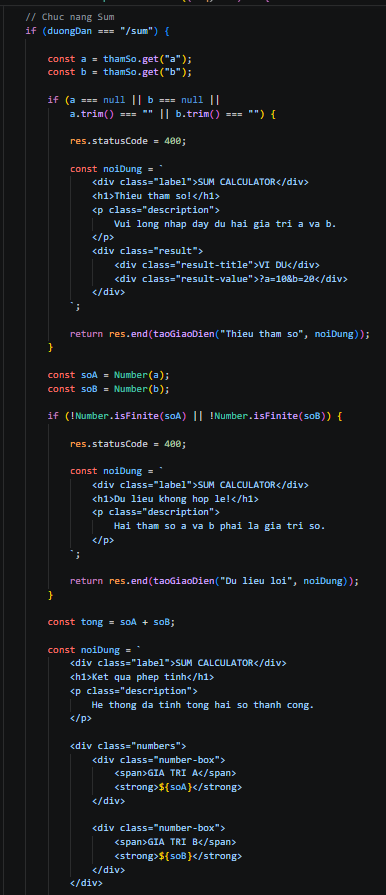 // Chuc nang Sum
if (duongDan === "/sum") {
const a = thamSo.get("a");
const b = thamSo.get("b");
if (a === null || b === null ||
a.trim() === "" || b.trim() === "") {
res.statusCode = 400;
const noiDung = `
<div class="label">SUM CALCULATOR</div>
<h1>Thieu tham so!</h1>
<p class="description">
Vui long nhap day du hai gia tri a va b.
</p>
<div class="result">
<div class="result-title">VI DU</div>
<div class="result-value">?a=10&b=20</div>
</div>
`;
return res.end(taoGiaoDien("Thieu tham so", noiDung));
}
const soA = Number(a);
const soB = Number(b);
if (!Number.isFinite(soA) || !Number.isFinite(soB)) {
res.statusCode = 400;
const noiDung = `
<div class="label">SUM CALCULATOR</div>
<h1>Du lieu khong hop le!</h1>
<p class="description">
Hai tham so a va b phai la gia tri so.
</p>
`;
return res.end(taoGiaoDien("Du lieu loi", noiDung));
}
const tong = soA + soB;
const noiDung = `
<div class="label">SUM CALCULATOR</div>
<h1>Ket qua phep tinh</h1>
<p class="description">
He thong da tinh tong hai so thanh cong.
</p>
<div class="numbers">
<div class="number-box">
<span>GIA TRI A</span>
<strong>${soA}</strong>
</div>
<div class="number-box">
<span>GIA TRI B</span>
<strong>${soB}</strong>
</div>
</div>